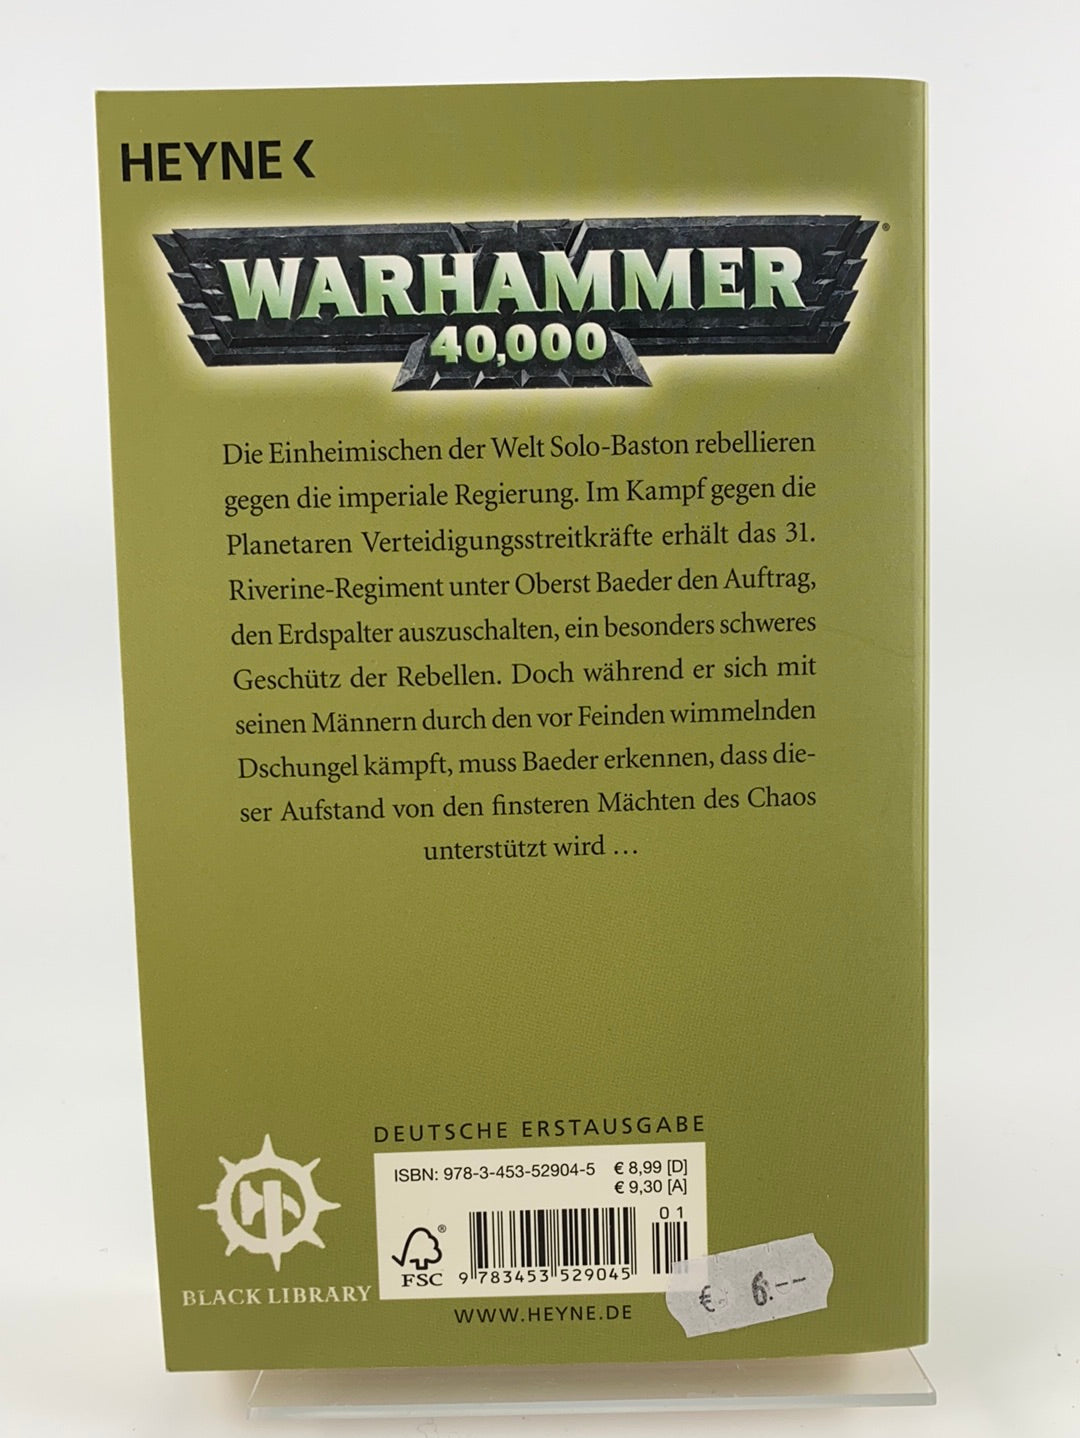 HEYNE
WARHAMMER®
40,000
Die Einheimischen der Welt Solo-Baston rebellieren
gegen die imperiale Regierung. Im Kampf gegen die
Planetaren Verteidigungsstreitkräfte erhält das 31.
Riverine-Regiment unter Oberst Baeder den Auftrag,
den Erdspalter auszuschalten, ein besonders schweres
Geschütz der Rebellen. Doch während er sich mit
seinen Männern durch den vor Feinden wimmelnden
Dschungel kämpft, muss Baeder erkennen, dass die-
ser Aufstand von den finsteren Mächten des Chaos
unterstützt wird …
DEUTSCHE ERSTAUSGABE
ISBN: 978-3-453-52904-5 € 8,99 [D]
€ 9,30 [A]
01
®
FSC
9 783453 529045
BLACK LIBRARY
WWW.HEYNE.DE
€ 6.--